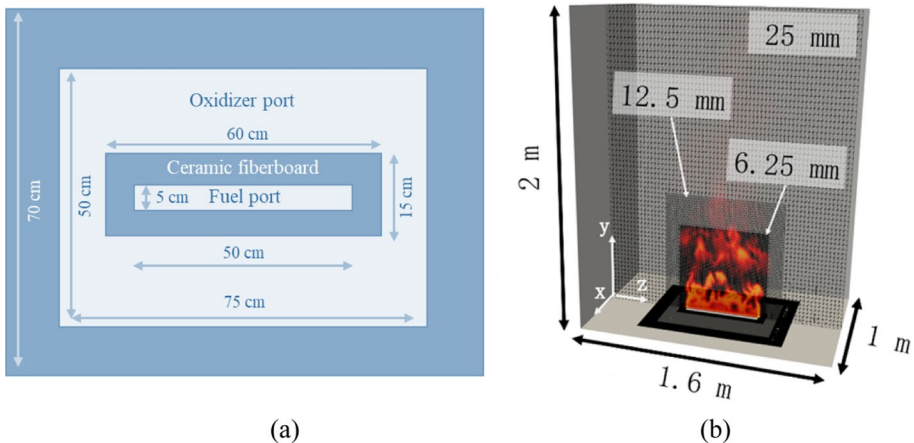 Oxidizer port
60 cm
Ceramic fiberboard
5 cm
Fuel port
50 cm
75 cm
15 cm
50 cm
70 cm
(a)
25 mm
12.5 mm
6.25 mm
2 m
y
x
z
1 m
1.6 m
(b)